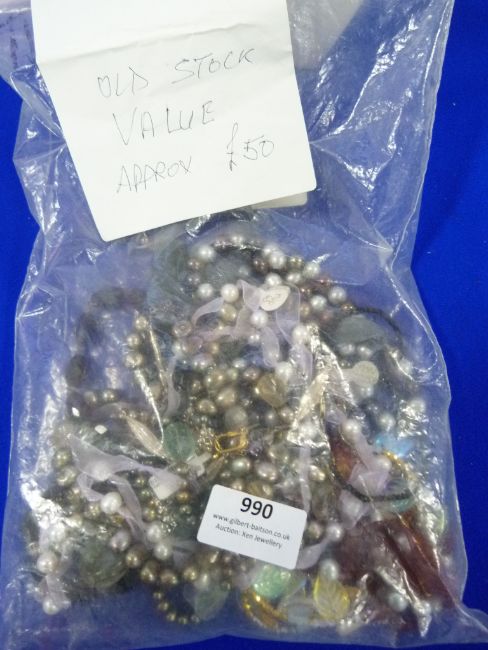 OLD STOCK
VALUE
APPROX £50
990
www.gilbert-baitson.co.uk
Auction: Xen Jewellery